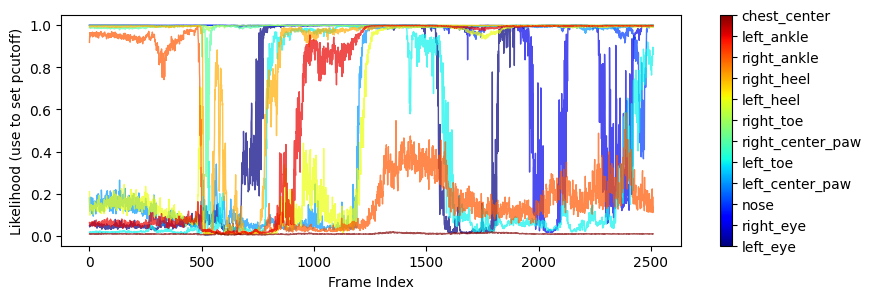 Likelihood (use to set pcutoff)
1.0
0.8
0.6
0.4
0.2
0.0
0
500
1000
1500
2000
2500
Frame Index
chest_center
left_ankle
right_ankle
right_heel
left_heel
right_toe
right_center_paw
left_toe
left_center_paw
nose
right_eye
left_eye